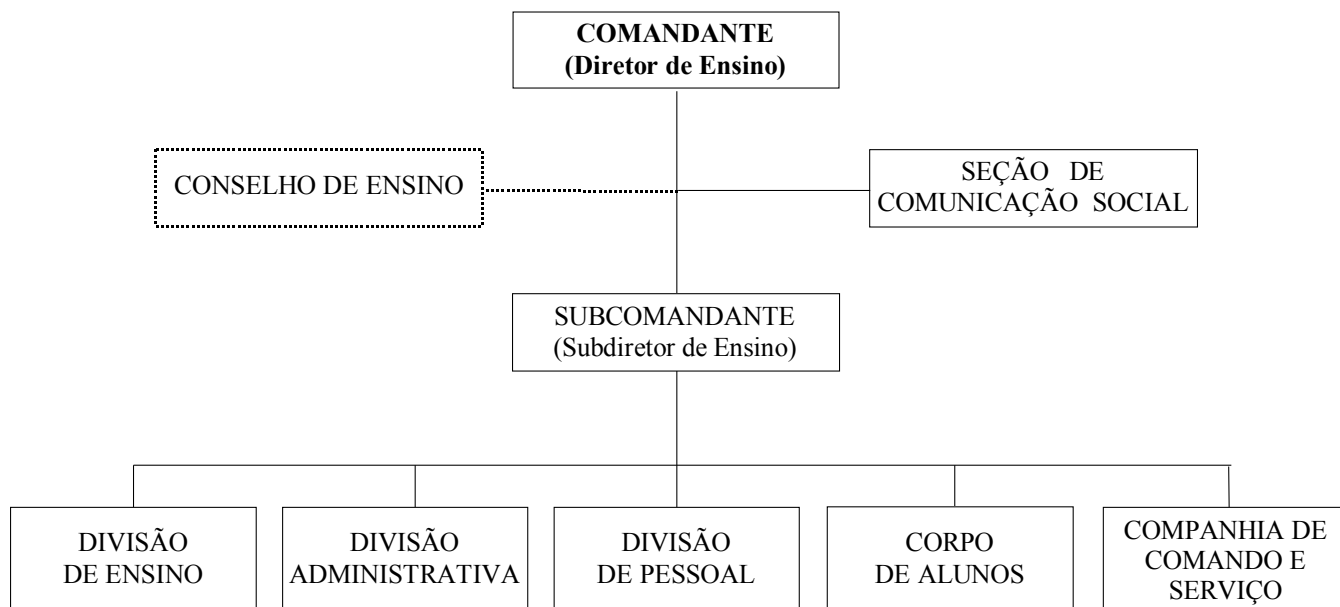 COMANDANTE
(Diretor de Ensino)
CONSELHO DE ENSINO
SEÇÃO DE
COMUNICAÇÃO SOCIAL
SUBCOMANDANTE
(Subdiretor de Ensino)
DIVISÃO
DE ENSINO
DIVISÃO
ADMINISTRATIVA
DIVISÃO
DE PESSOAL
CORPO
DE ALUNOS
COMPANHIA DE
COMANDO E
SERVIÇO